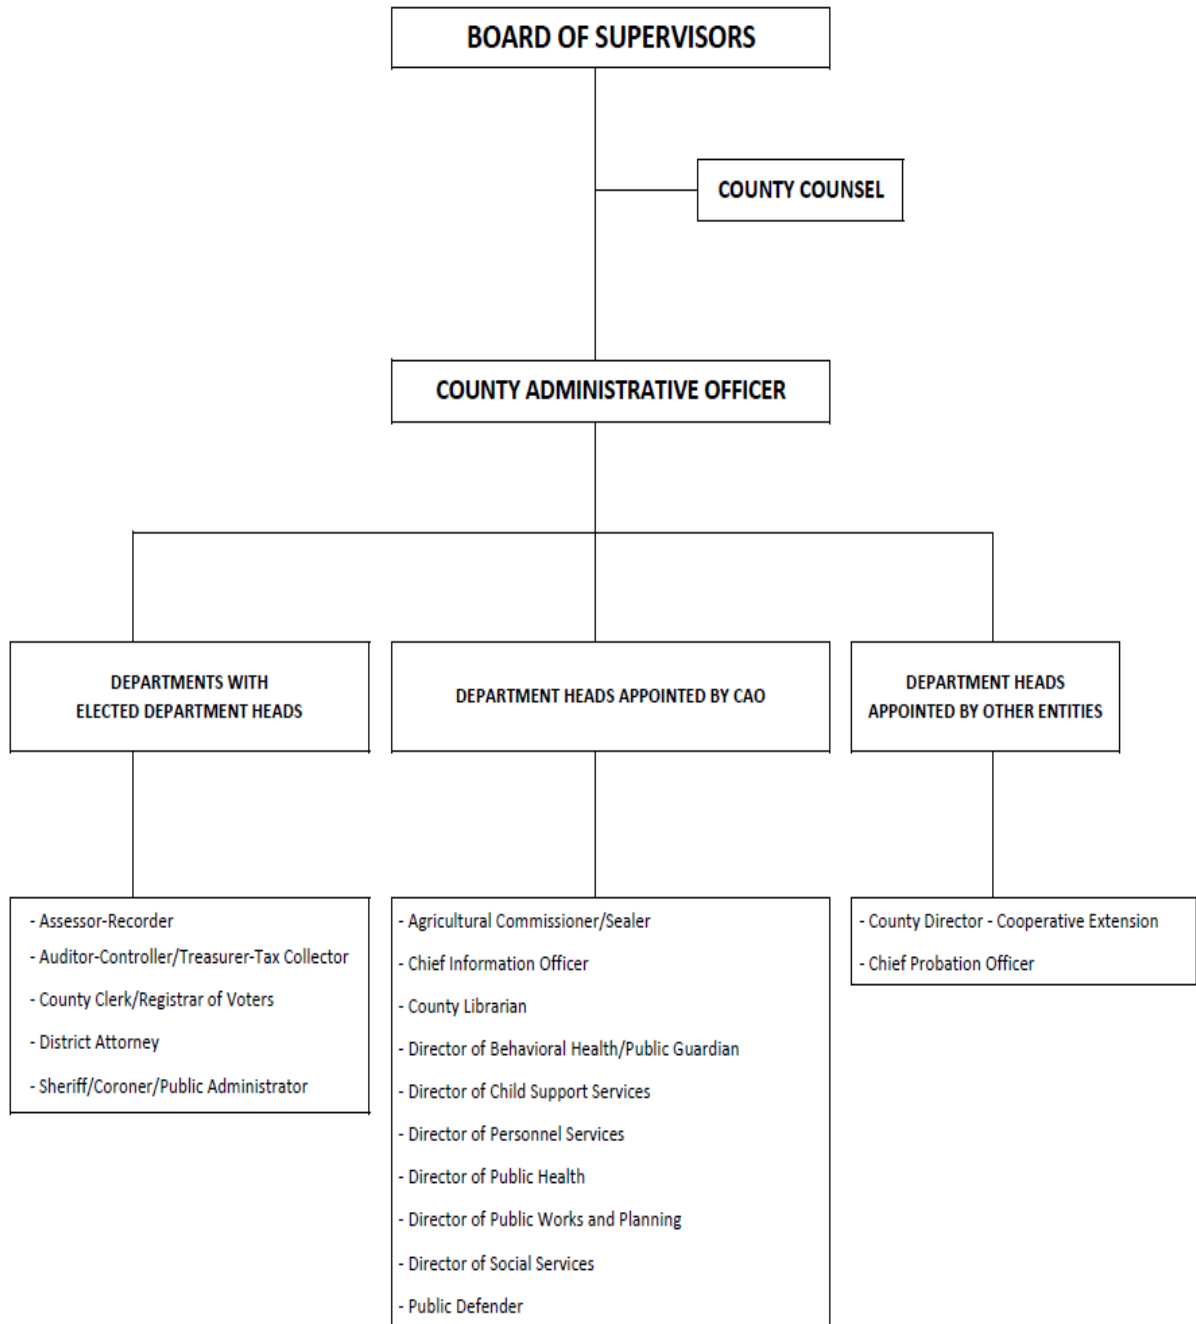 BOARD OF SUPERVISORS
COUNTY COUNSEL
COUNTY ADMINISTRATIVE OFFICER
DEPARTMENTS WITH
ELECTED DEPARTMENT HEADS
DEPARTMENT HEADS APPOINTED BY CAO
DEPARTMENT HEADS
APPOINTED BY OTHER ENTITIES
- Assessor-Recorder
- Auditor-Controller/Treasurer-Tax Collector
- County Clerk/Registrar of Voters
- District Attorney
- Sheriff/Coroner/Public Administrator
- Agricultural Commissioner/Sealer
- Chief Information Officer
- County Librarian
- Director of Behavioral Health/Public Guardian
- Director of Child Support Services
- Director of Personnel Services
- Director of Public Health
- Director of Public Works and Planning
- Director of Social Services
- Public Defender
- County Director - Cooperative Extension
- Chief Probation Officer